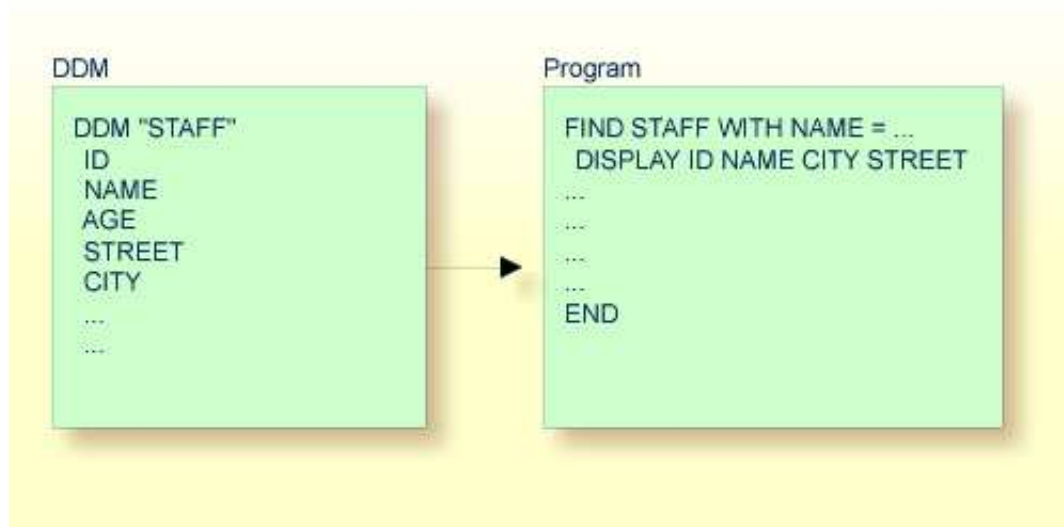 DDM
DDM "STAFF"
ID
NAME
AGE
STREET
CITY
...
...
Program
FIND STAFF WITH NAME = ...
DISPLAY ID NAME CITY STREET
...
...
...
...
END